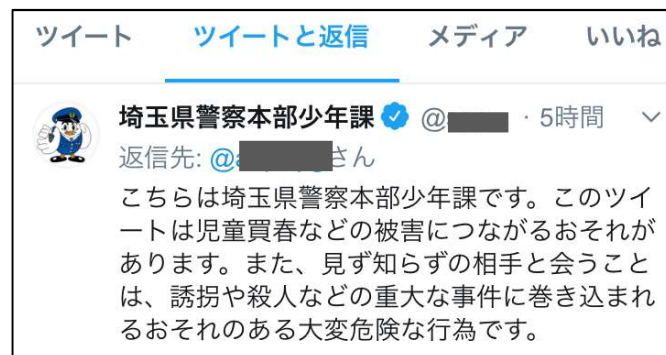 ツイート ツイートと返信 メディア いいね
埼玉県警察本部少年課 @ · 5時間
返信先: @さん
こちらは埼玉県警察本部少年課です。このツイ
ートは児童買春などの被害につながるおそれが
あります。また、見ず知らずの相手と会うこと
は、誘拐や殺人などの重大な事件に巻き込まれ
るおそれのある大変危険な行為です。